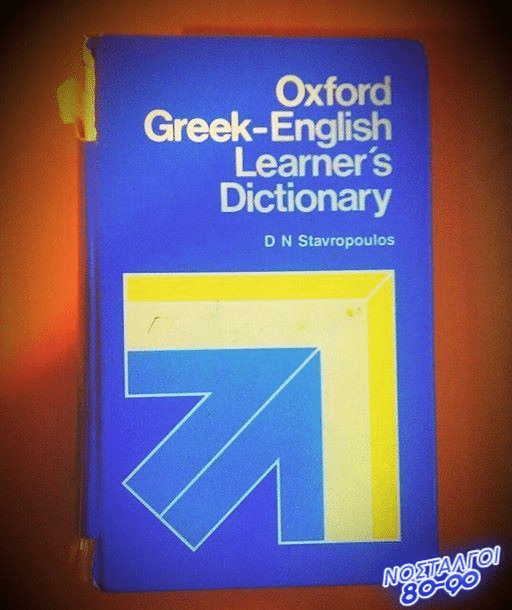 Oxford
Greek-English
Learner's
Dictionary
D N Stavropoulos
ΝΟΣΤΑΛΓΟΙ
80-90